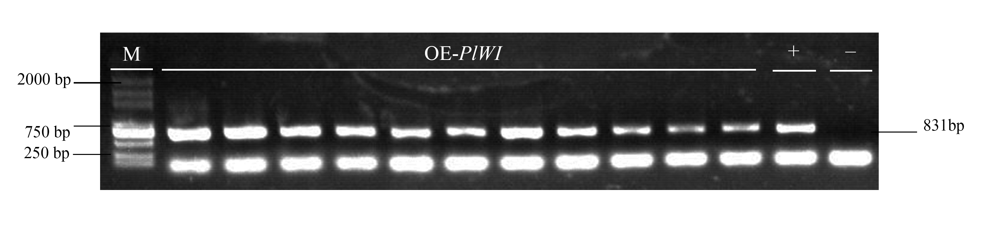 M
OE-PlWI
+
–
2000 bp
750 bp
250 bp
831bp